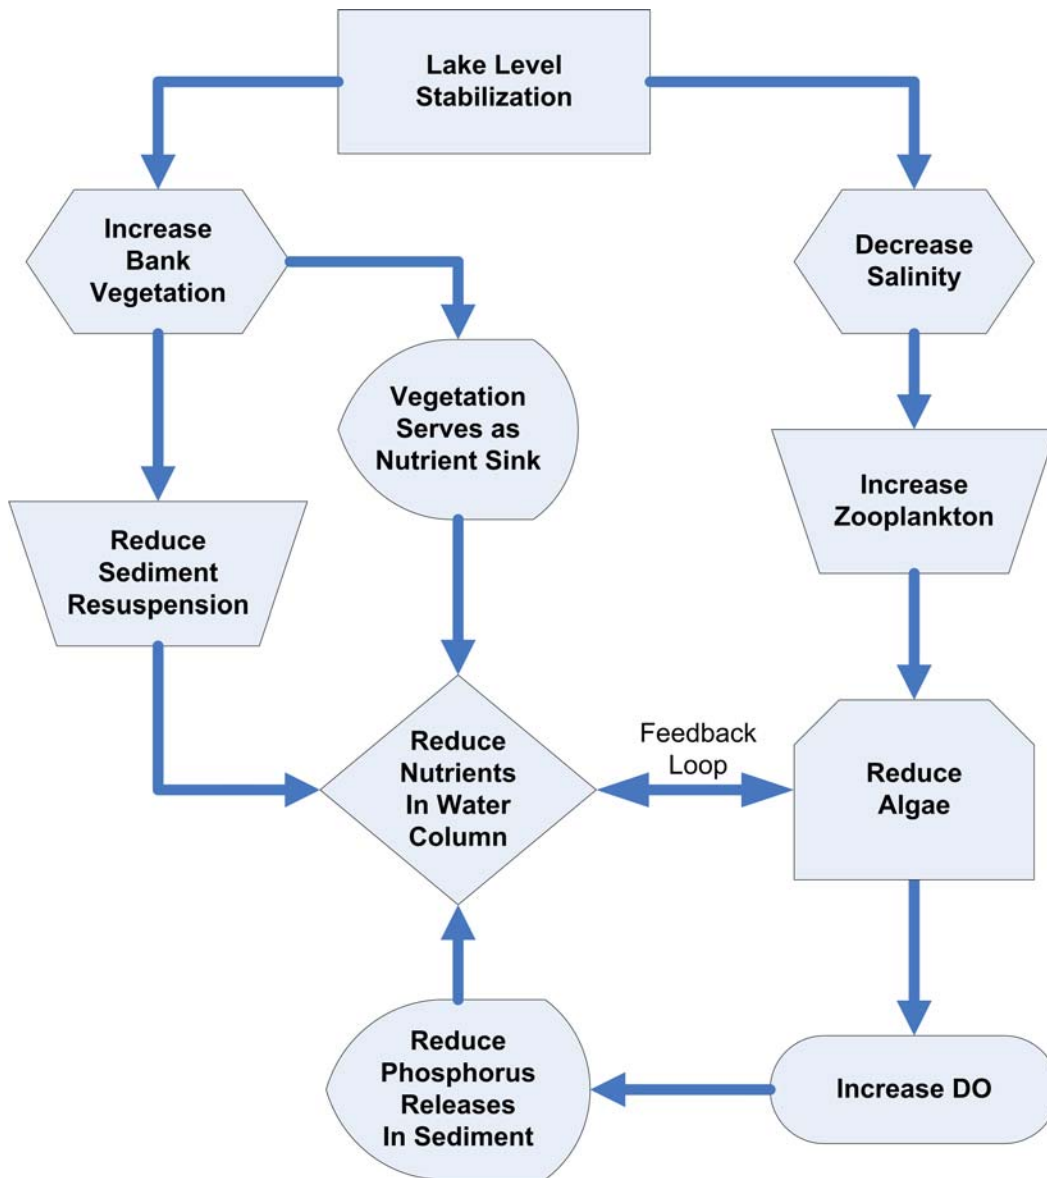 Lake Level
Stabilization
Increase
Bank
Vegetation
Decrease
Salinity
Vegetation
Serves as
Nutrient Sink
Increase
Zooplankton
Reduce
Sediment
Resuspension
Reduce
Nutrients
In Water
Column
Feedback
Loop
Reduce
Algae
Reduce
Phosphorus
Releases
In Sediment
Increase DO